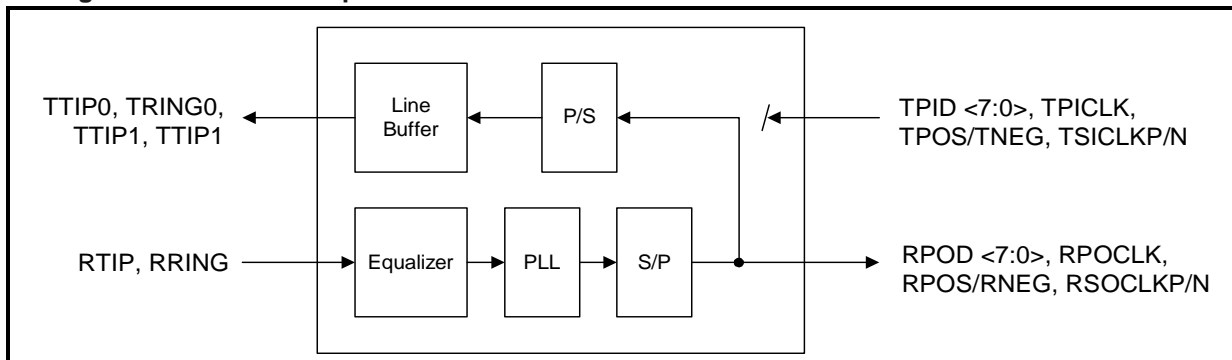 TTIP0, TRING0,
TTIP1, TTIP1
Line
Buffer
P/S
TPID <7:0>, TPICLK,
TPOS/TNEG, TSICLKP/N
RTIP, RRING
Equalizer
PLL
S/P
RPOD <7:0>, RPOCLK,
RPOS/RNEG, RSOCLKP/N